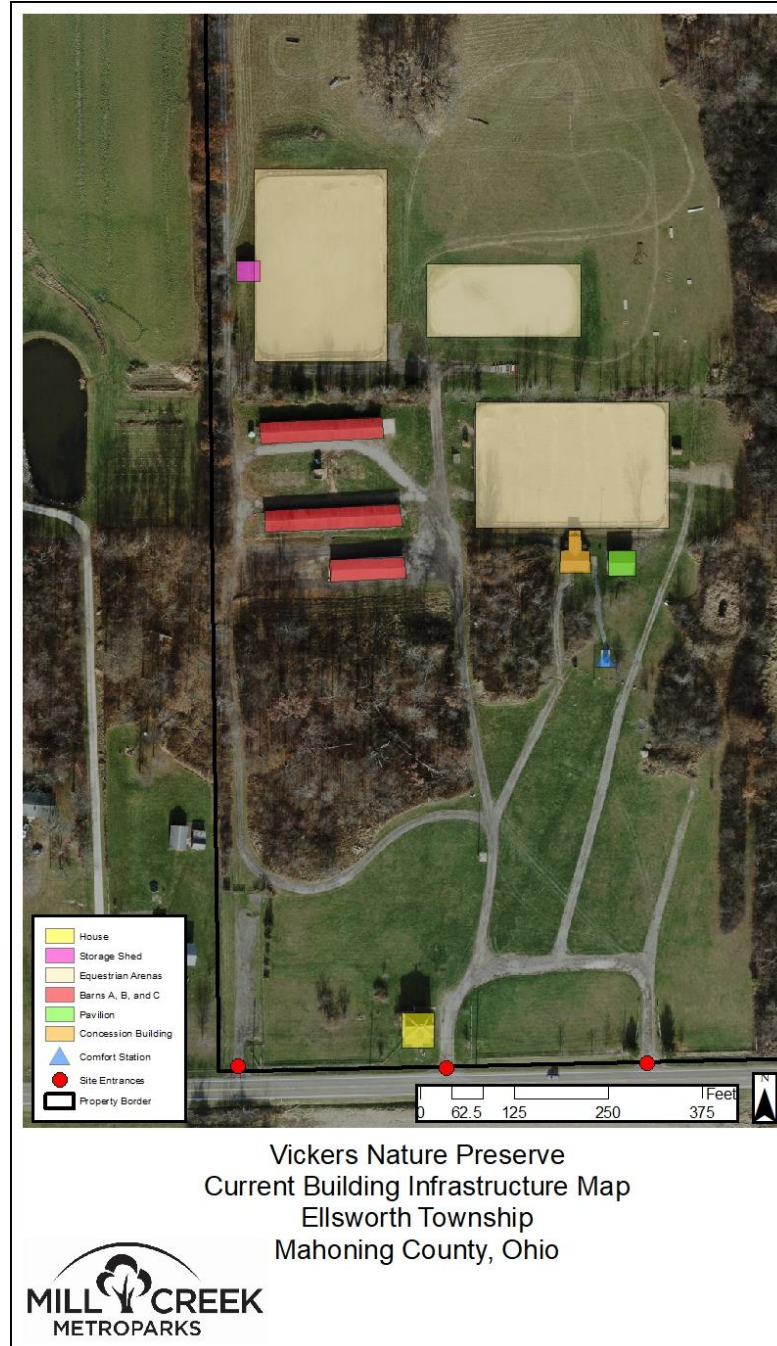 House
Storage Shed
Equestrian Arenas
Barns A, B, and C
Pavilion
Concession Building
Comfort Station
Site Entrances
Property Border
Feet
0 62.5 125 250 375
N
Vickers Nature Preserve
Current Building Infrastructure Map
Ellsworth Township
Mahoning County, Ohio
MILL CREEK
METROPARKS